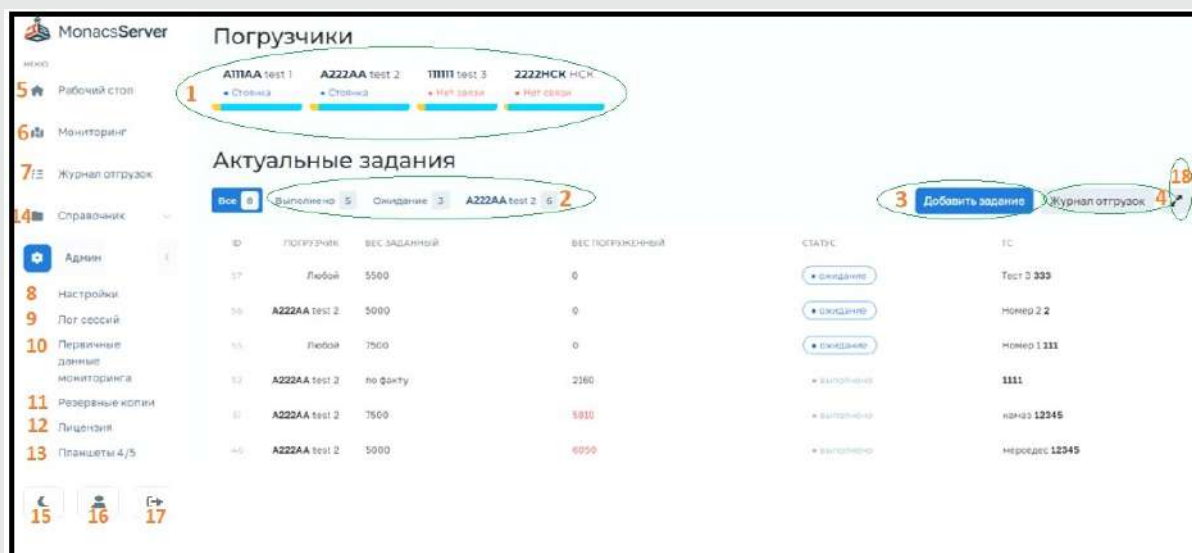 MonacsServer
МЕНЮ
5 Рабочий стол
6 Мониторинг
7 Журнал отгрузок
14 Справочник
Админ
8 Настройки
9 Лог сессий
10 Первичные
данные
мониторинга
11 Резервные копии
12 Лицензия
13 Планшеты 4/5
15 16 17
Погрузчики
1
A111AA test 1 A222AA test 2 111111 test 3 2222НСК НСК
• Стоянка • Стоянка • Нет связи • Нет связи
Актуальные задания
18
Все 8 Выполнено 5 Ожидание 3 A222AA test 2 6 2 3 Добавить задание Журнал отгрузок 4
ID ПОГРУЗЧИК ВЕС ЗАДАННЫЙ ВЕС ПОГРУЖЕННЫЙ СТАТУС ТС
57 Любой 5500 0 • ожидание Тест 3 333
56 A222AA test 2 5000 0 • ожидание Номер 2 2
55 Любой 7500 0 • ожидание Номер 1 111
A222AA test 2 по факту 2160 • выполнено 1111
A222AA test 2 7500 5810 • выполнено камаз 12345
A222AA test 2 5000 6050 • выполнено мерседес 12345